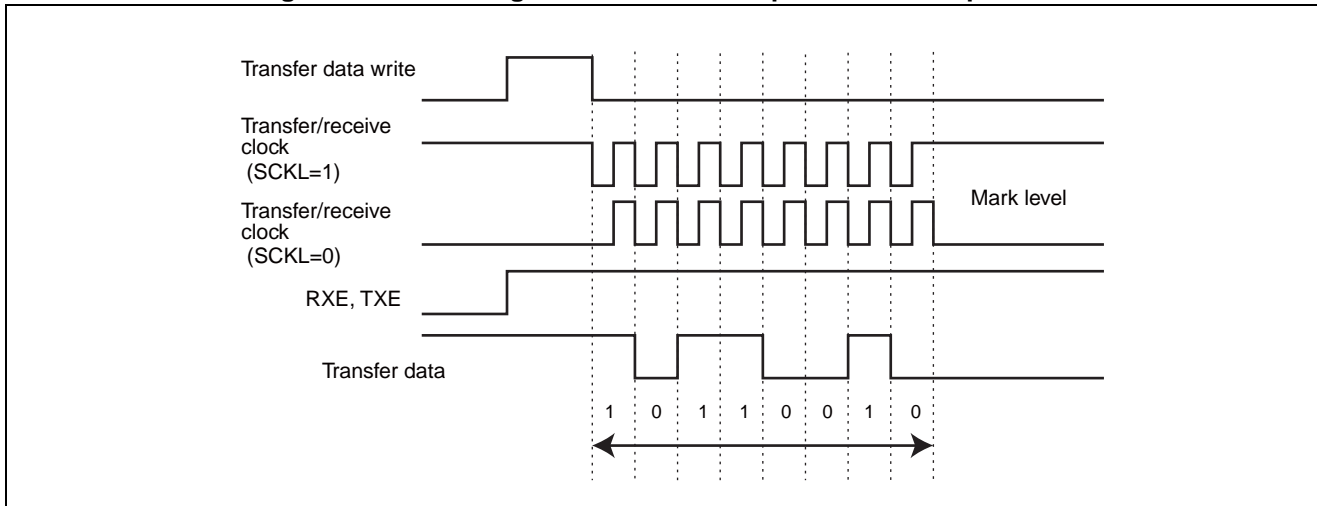 Transfer data write
Transfer/receive
clock
(SCKL=1)
Mark level
Transfer/receive
clock
(SCKL=0)
RXE, TXE
Transfer data
1 0 1 1 0 0 1 0